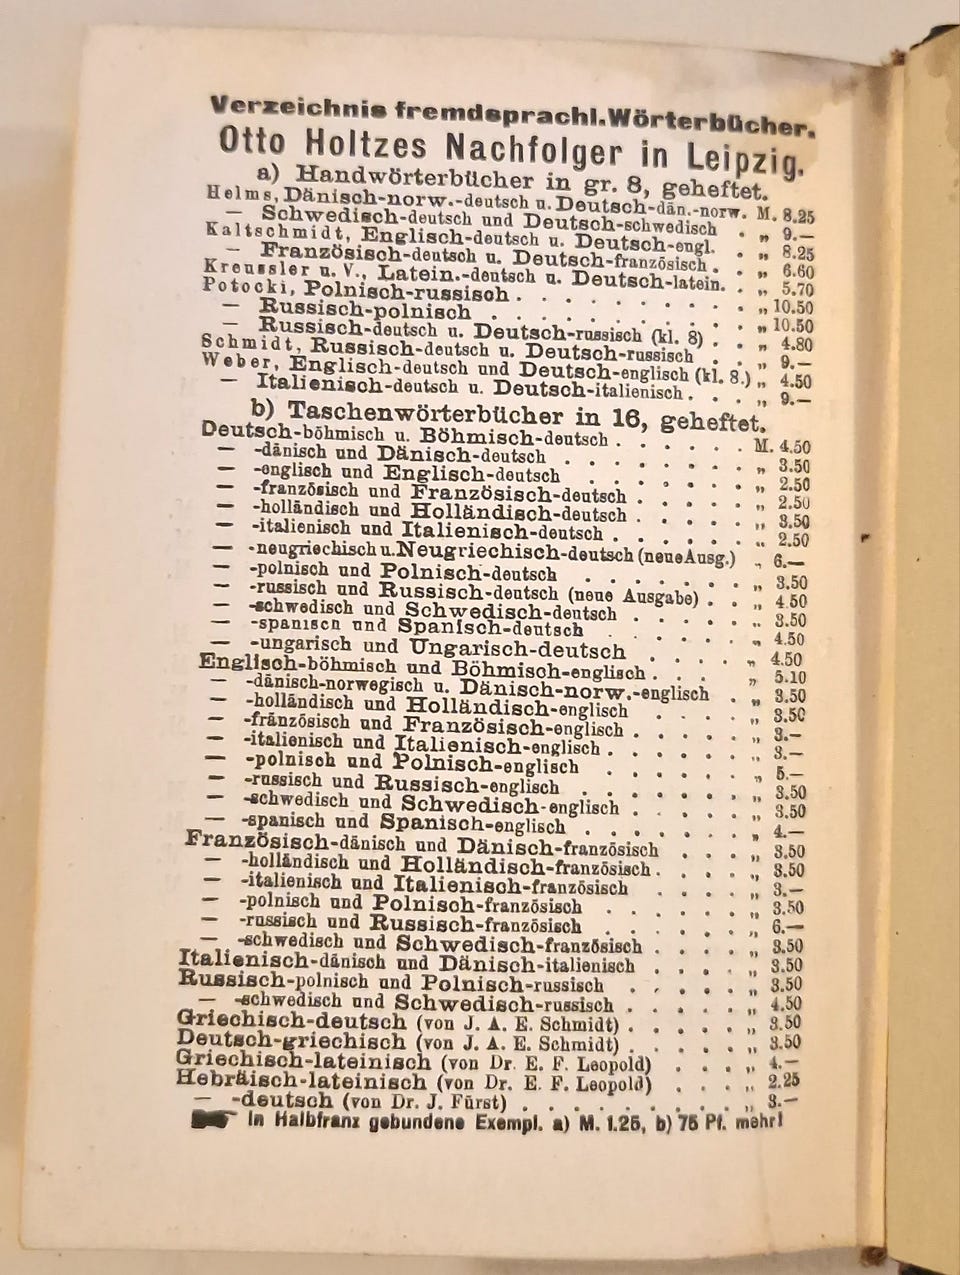 Verzeichnis fremdsprachl. Wörterbücher.
Otto Holtzes Nachfolger in Leipzig.
a) Handwörterbücher in gr. 8, geheftet.
Helms, Dänisch-norw.-deutsch u. Deutsch-dän.-norw. M. 8.25
— Schwedisch-deutsch und Deutsch-schwedisch . „ 9.—
Kaltschmidt, Englisch-deutsch u. Deutsch-engl. . „ 8.25
— Französisch-deutsch u. Deutsch-französisch . . „ 6.60
Kreussler u. V., Latein.-deutsch u. Deutsch-latein. . „ 5.70
Potocki, Polnisch-russisch . . . . . . . . . „ 10.50
— Russisch-polnisch . . . . . . . . . . „ 10.50
— Russisch-deutsch u. Deutsch-russisch (kl. 8) . . „ 4.80
Schmidt, Russisch-deutsch u. Deutsch-russisch . . „ 9.—
Weber, Englisch-deutsch und Deutsch-englisch (kl. 8.) „ 4.50
— Italienisch-deutsch u. Deutsch-italienisch . . . „ 9.—
b) Taschenwörterbücher in 16, geheftet.
Deutsch-böhmisch u. Böhmisch-deutsch . . . . . M. 4.50
— -dänisch und Dänisch-deutsch . . . . . . . „ 3.50
— -englisch und Englisch-deutsch . . . . . . „ 2.50
— -französisch und Französisch-deutsch . . . . . „ 2.50
— -holländisch und Holländisch-deutsch . . . . . „ 3.50
— -italienisch und Italienisch-deutsch . . . . . „ 2.50
— -neugriechisch u. Neugriechisch-deutsch (neue Ausg.) „ 6.—
— -polnisch und Polnisch-deutsch . . . . . . . „ 3.50
— -russisch und Russisch-deutsch (neue Ausgabe) . . „ 4.50
— -schwedisch und Schwedisch-deutsch . . . . . „ 3.50
— -spanisch und Spanisch-deutsch . . . . . „ 4.50
— -ungarisch und Ungarisch-deutsch . . . . „ 4.50
Englisch-böhmisch und Böhmisch-englisch . . . „ 5.10
— -dänisch-norwegisch u. Dänisch-norw.-englisch . „ 3.50
— -holländisch und Holländisch-englisch . . . . „ 3.50
— -französisch und Französisch-englisch . . . . . „ 3.—
— -italienisch und Italienisch-englisch . . . . . „ 3.—
— -polnisch und Polnisch-englisch . . . . . . „ 5.—
— -russisch und Russisch-englisch . . . . . . „ 3.50
— -schwedisch und Schwedisch-englisch . . . . . „ 3.50
— -spanisch und Spanisch-englisch . . . . . . „ 4.—
Französisch-dänisch und Dänisch-französisch . . . „ 3.50
— -holländisch und Holländisch-französisch . . . . „ 3.50
— -italienisch und Italienisch-französisch . . . . „ 3.—
— -polnisch und Polnisch-französisch . . . . . . „ 3.50
— -russisch und Russisch-französisch . . . . . . „ 6.—
— -schwedisch und Schwedisch-französisch . . . . „ 3.50
Italienisch-dänisch und Dänisch-italienisch . . . . „ 3.50
Russisch-polnisch und Polnisch-russisch . . . . . „ 3.50
— -schwedisch und Schwedisch-russisch . . . . . „ 4.50
Griechisch-deutsch (von J. A. E. Schmidt) . . . . . „ 3.50
Deutsch-griechisch (von J. A. E. Schmidt) . . . . . „ 3.50
Griechisch-lateinisch (von Dr. E. F. Leopold) . . . „ 4.—
Hebräisch-lateinisch (von Dr. E. F. Leopold) . . . „ 2.25
— -deutsch (von Dr. J. Fürst) . . . . . . . . . „ 3.—
In Halbfranz gebundene Exempl. a) M. 1.25, b) 75 Pf. mehr!